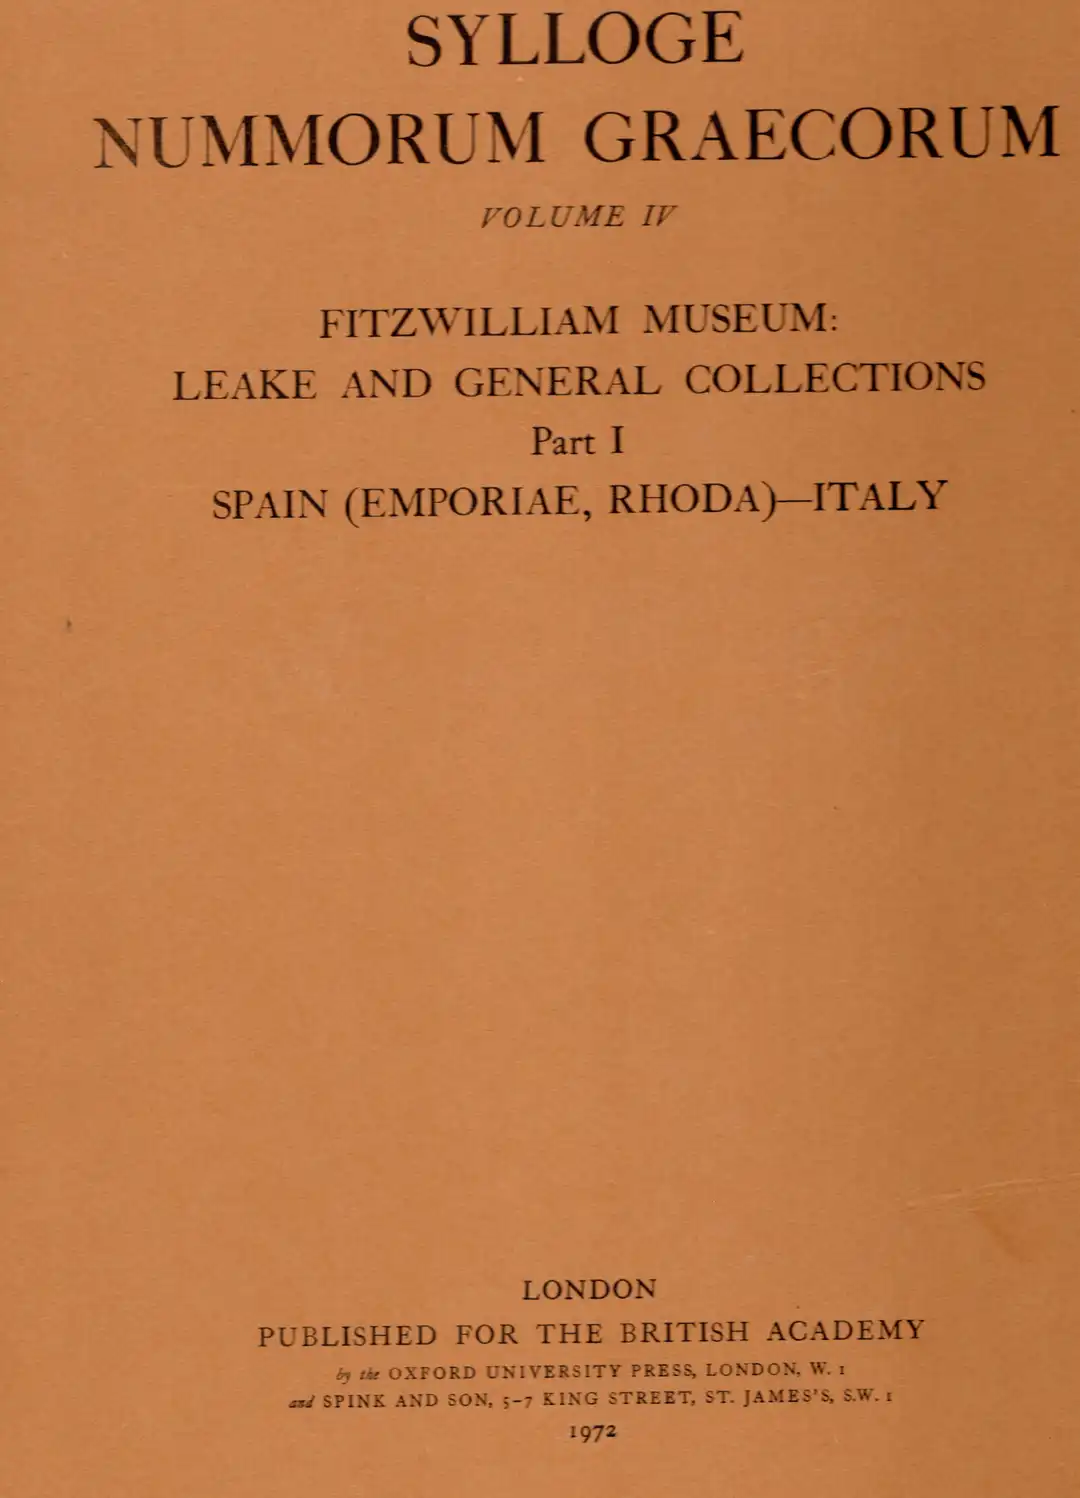 SYLLOGE
NUMMORUM GRAECORUM
VOLUME IV
FITZWILLIAM MUSEUM:
LEAKE AND GENERAL COLLECTIONS
Part I
SPAIN (EMPORIAE, RHODA)—ITALY
LONDON
PUBLISHED FOR THE BRITISH ACADEMY
by the OXFORD UNIVERSITY PRESS, LONDON, W. 1
and SPINK AND SON, 5–7 KING STREET, ST. JAMES'S, S.W. 1
1972